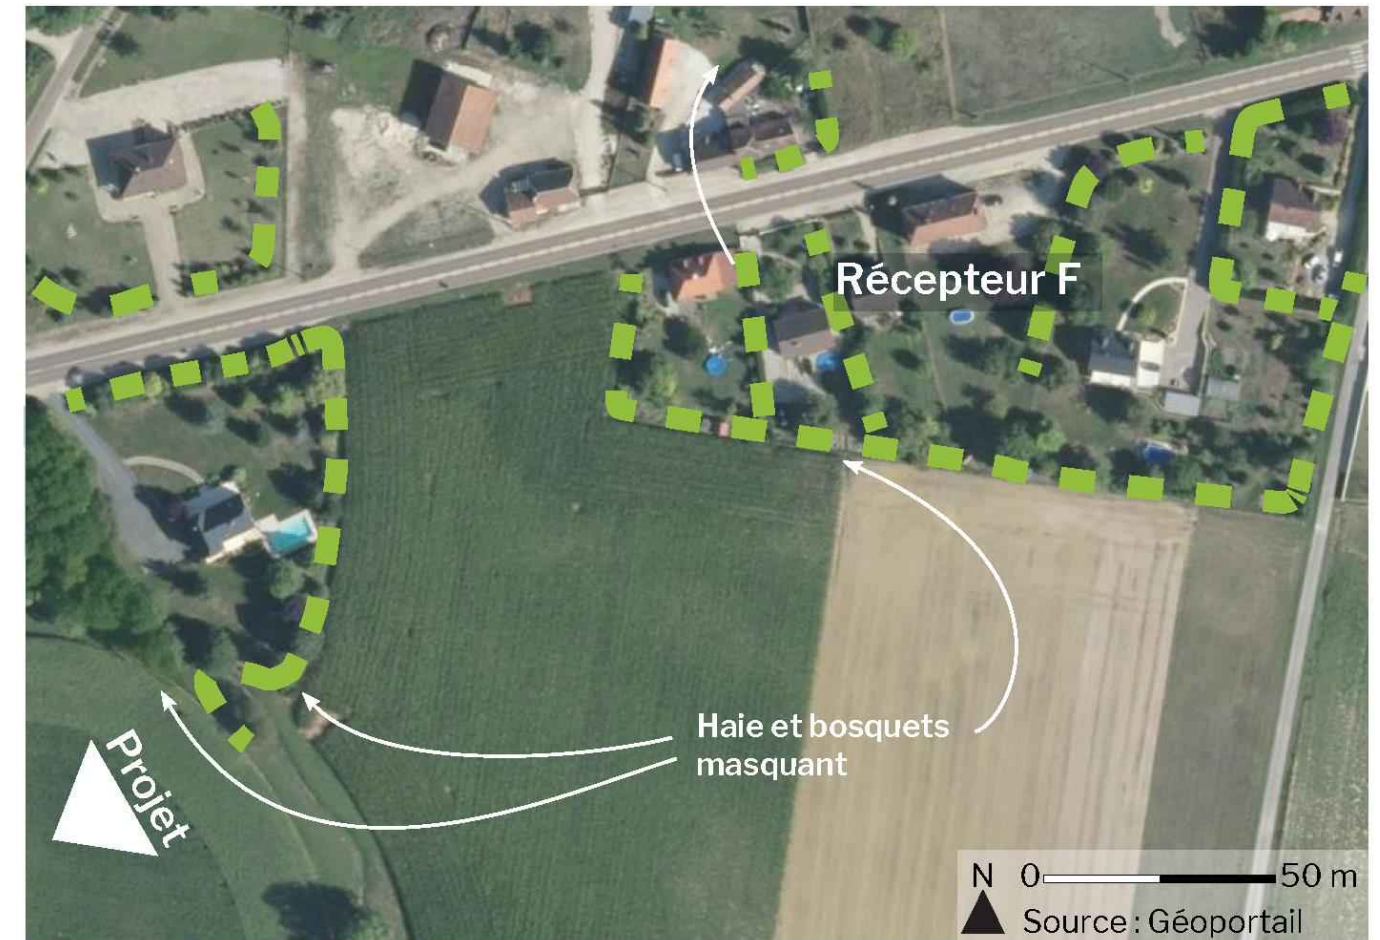 Récepteur F
Haie et bosquets
masquant
Projet
N 0 50 m
Source : Géoportail